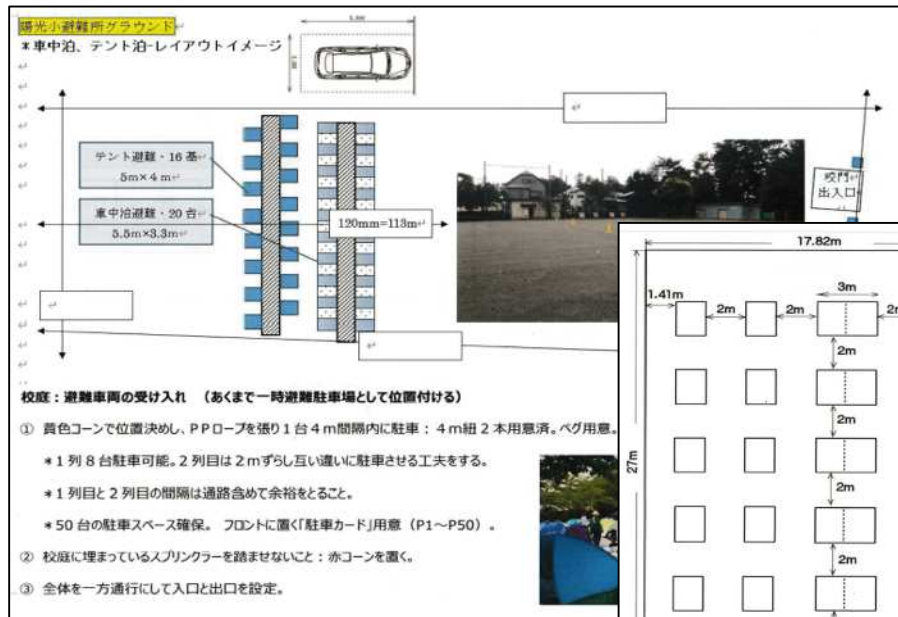 陽光小避難所グラウンド
*車中泊、テント泊-レイアウトイメージ
テント避難・16基
5m×4m
車中泊避難・20台
5.5m×3.3m
120mm=113m
校門
出入口
17.82m
1.41m
3m
2m
2m
2m
2m
2m
2m
2m
27m
校庭：避難車両の受け入れ （あくまで一時避難駐車場として位置付ける）
① 黄色コーンで位置決めし、PPロープを張り1台4m間隔内に駐車：4m紐2本用意済。ペグ用意。
*1列8台駐車可能。2列目は2mずらし互い違いに駐車させる工夫をする。
*1列目と2列目の間隔は通路含めて余裕をとること。
*50台の駐車スペース確保。 フロントに置く「駐車カード」用意（P1～P50）。
② 校庭に埋まっているスプリンクラーを踏ませないこと：赤コーンを置く。
③ 全体を一方通行にして入口と出口を設定。